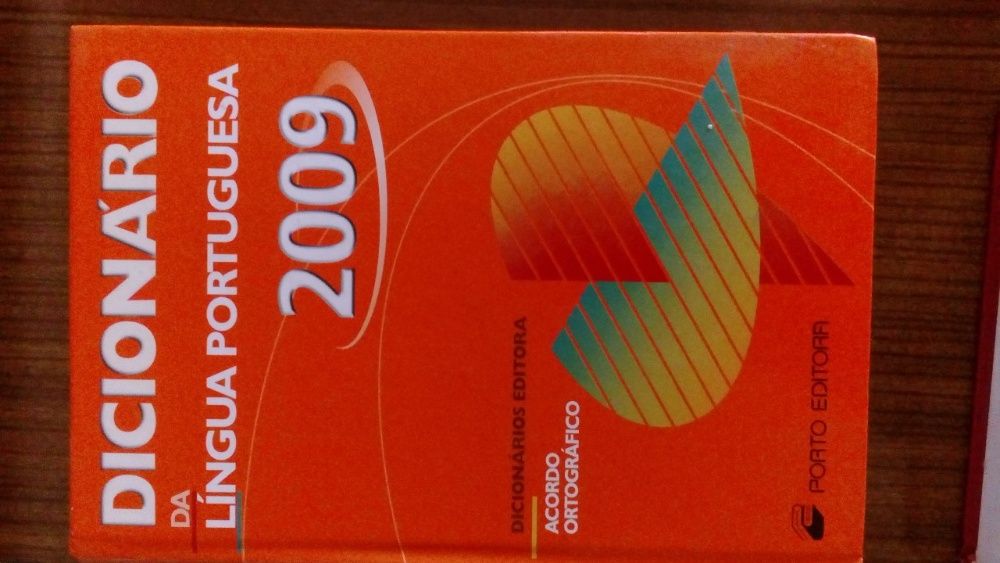 DICIONÁRIO
DA
LÍNGUA PORTUGUESA
2009
DICIONÁRIOS EDITORA
ACORDO
ORTOGRÁFICO
PORTO EDITORA